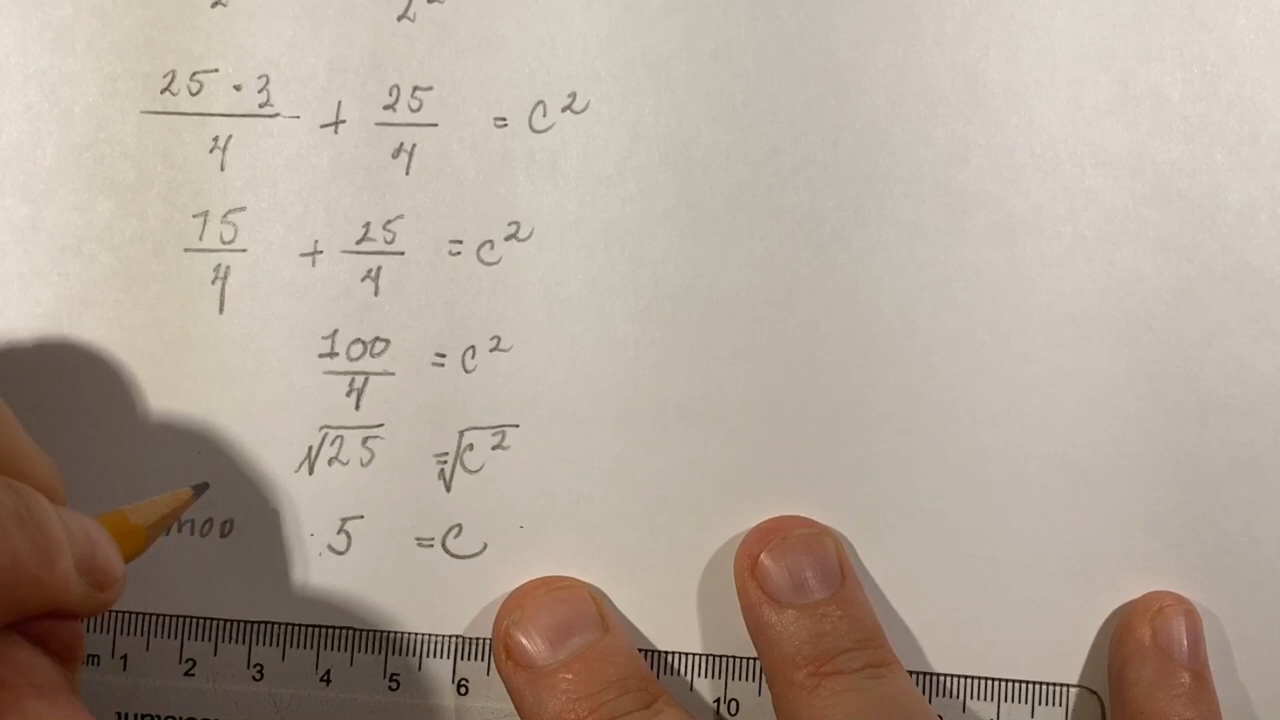 25 · 3 / 4 + 25 / 4 = c²
75 / 4 + 25 / 4 = c²
100 / 4 = c²
√25 = √c²
5 = c
1 2 3 4 5 6 10